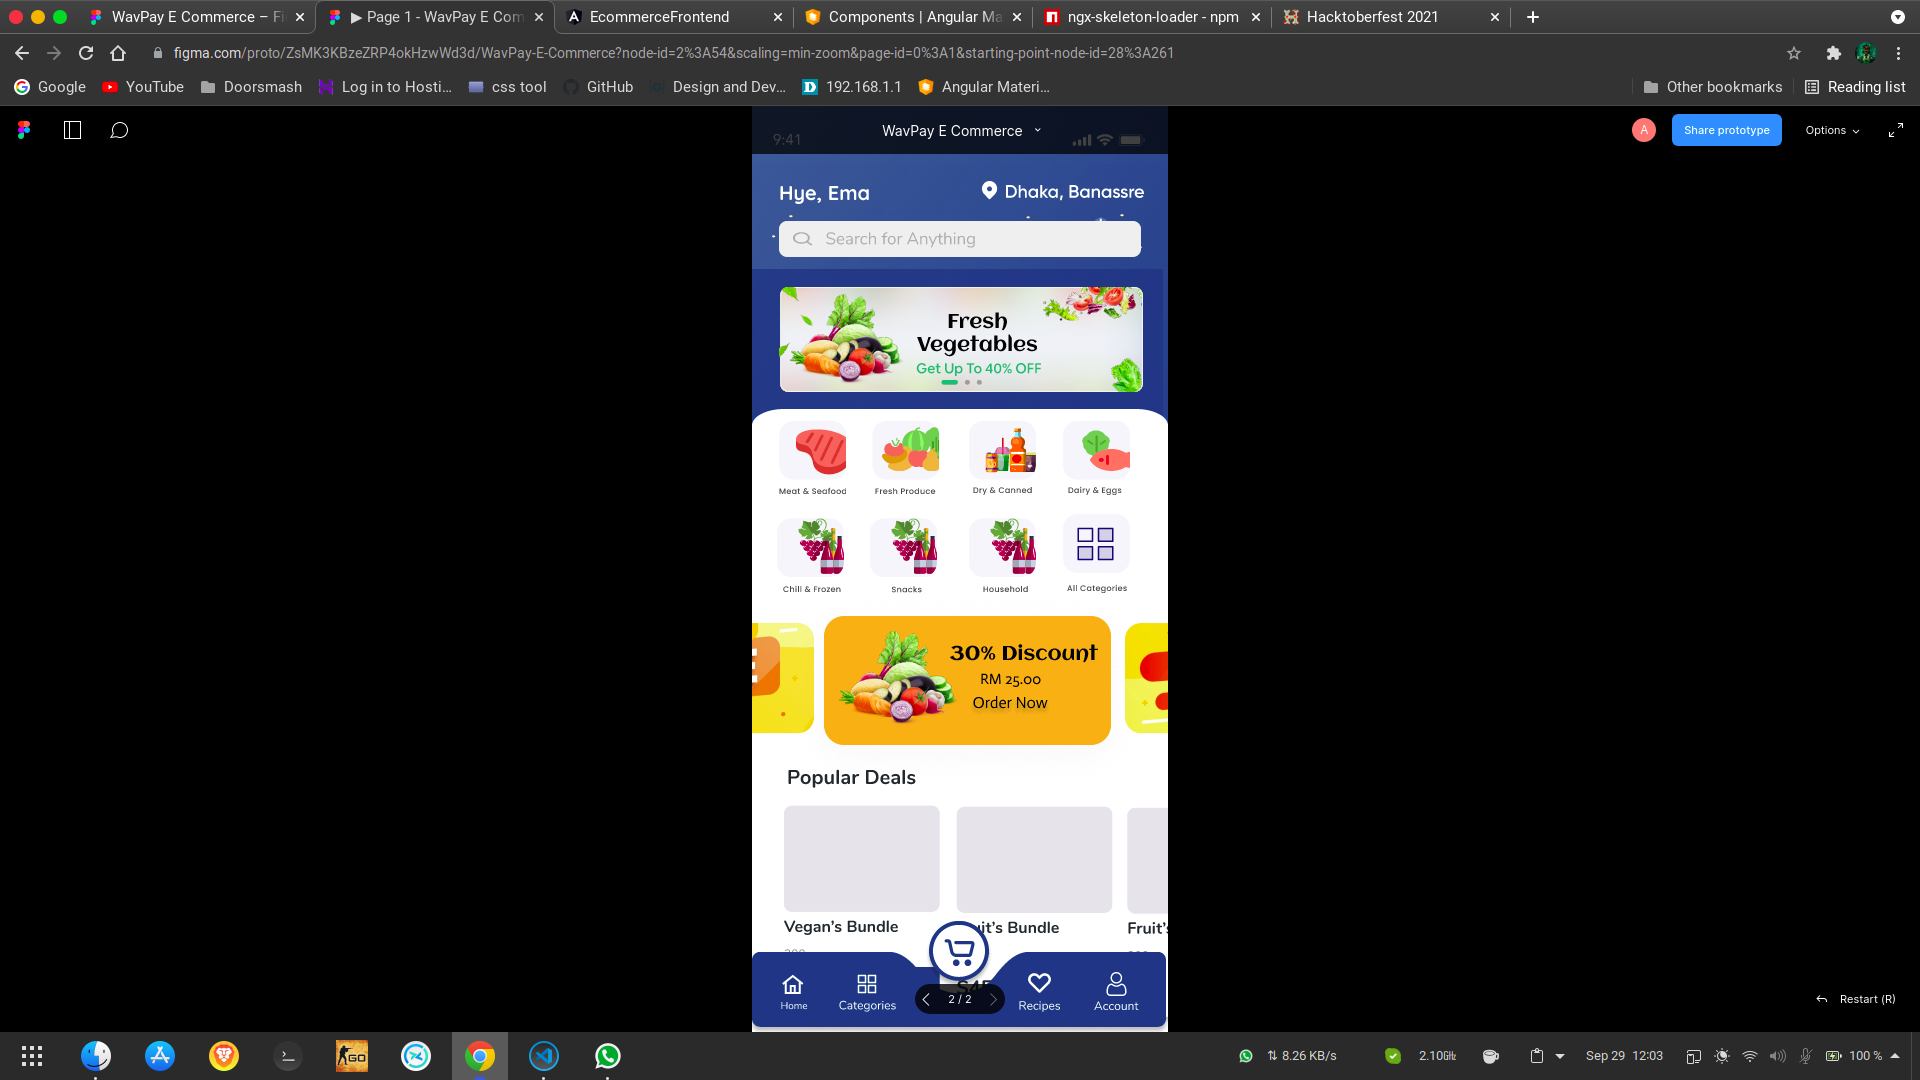 WavPay E Commerce – Fi
▶ Page 1 - WavPay E Com
EcommerceFrontend
Components | Angular Ma
ngx-skeleton-loader - npm
Hacktoberfest 2021
figma.com/proto/ZsMK3KBzeZRP4okHzwWd3d/WavPay-E-Commerce?node-id=2%3A54&scaling=min-zoom&page-id=0%3A1&starting-point-node-id=28%3A261
Google
YouTube
Doorsmash
Log in to Hosti...
css tool
GitHub
Design and Dev...
192.168.1.1
Angular Materi...
Other bookmarks
Reading list
9:41
WavPay E Commerce
A
Share prototype
Options
Hye, Ema
Dhaka, Banassre
Search for Anything
Fresh
Vegetables
Get Up To 40% OFF
Meat & Seafood
Fresh Produce
Dry & Canned
Dairy & Eggs
Chill & Frozen
Snacks
Household
All Categories
30% Discount
RM 25.00
Order Now
Popular Deals
Vegan's Bundle
uit's Bundle
Fruit's
Home
Categories
2 / 2
Recipes
Account
Restart (R)
GO
8.26 KB/s
2.10GHz
Sep 29 12:03
100 %